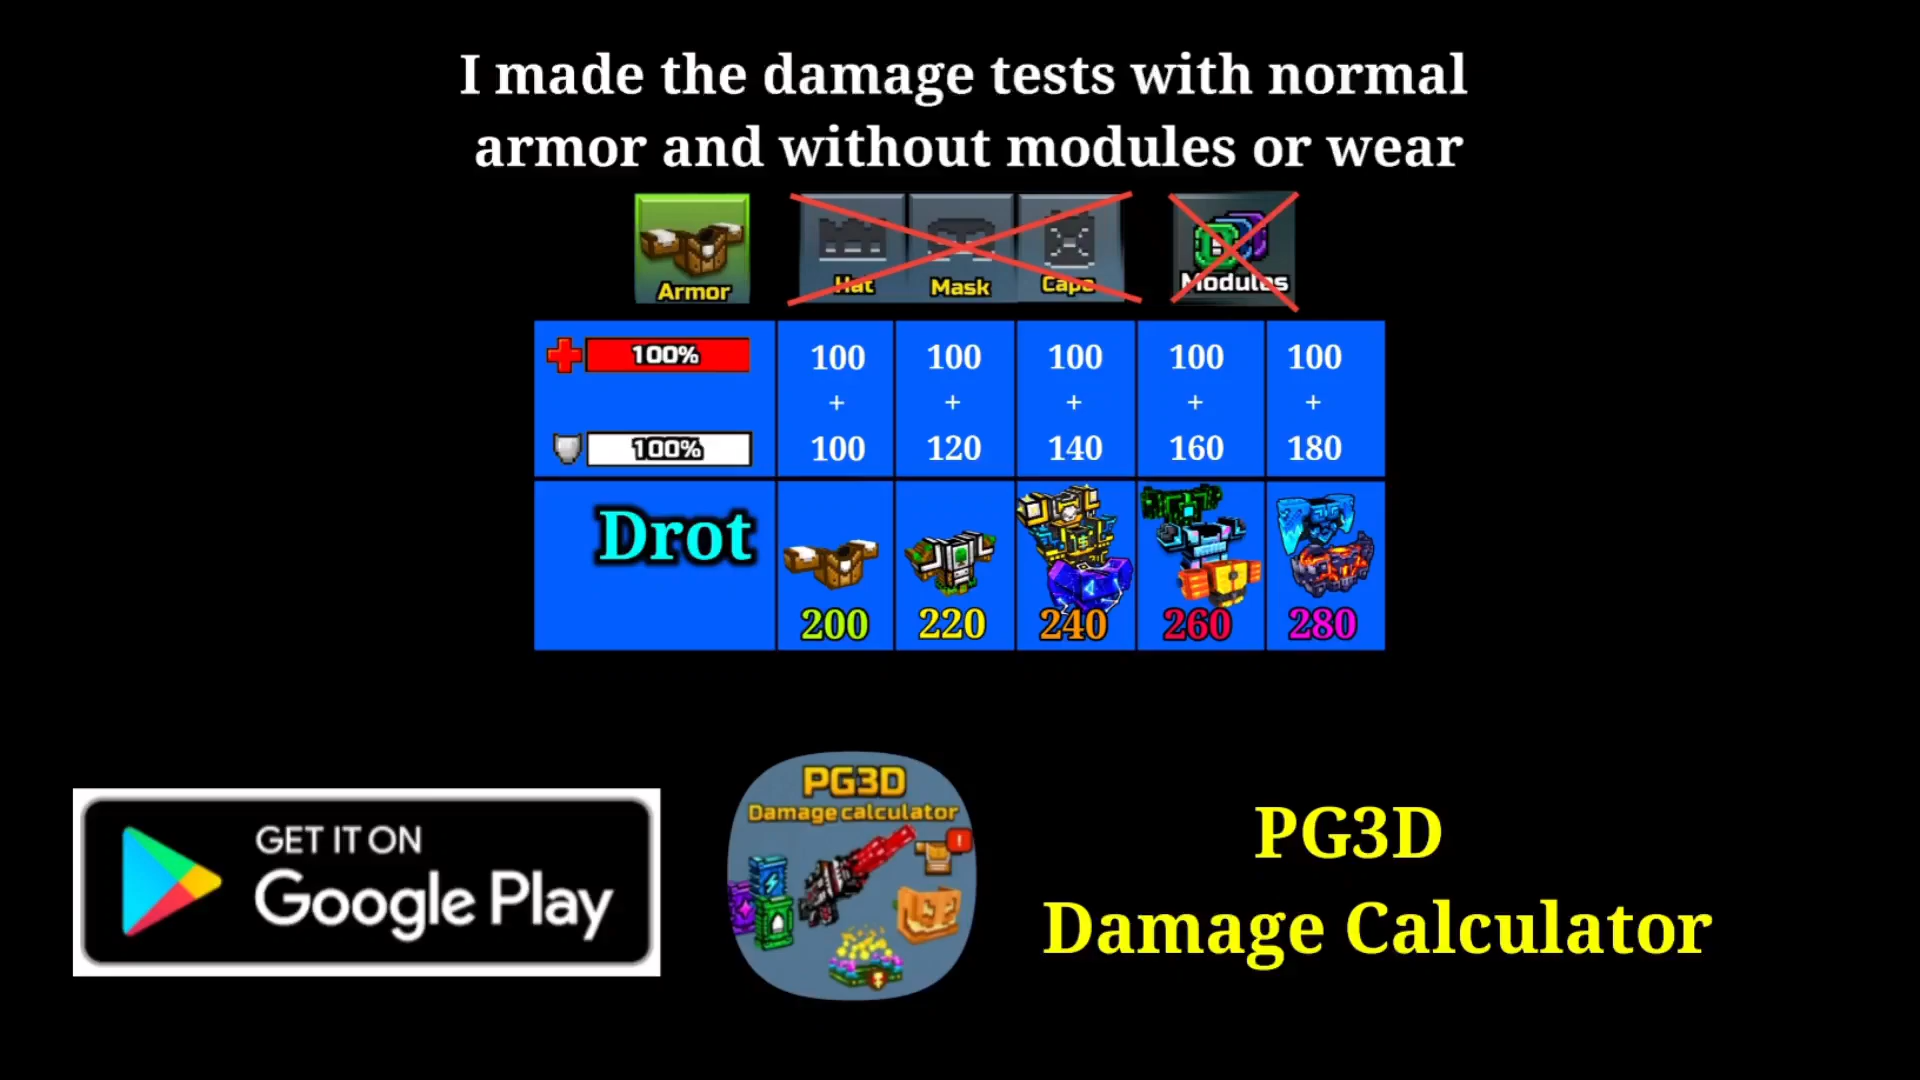 I made the damage tests with normal
armor and without modules or wear
Armor
Hat Mask Cape
Modules
100% 100 100 100 100 100
+ + + + +
100% 100 120 140 160 180
Drot
200 220 240 260 280
PG3D
Damage calculator
GET IT ON
Google Play
PG3D
Damage Calculator